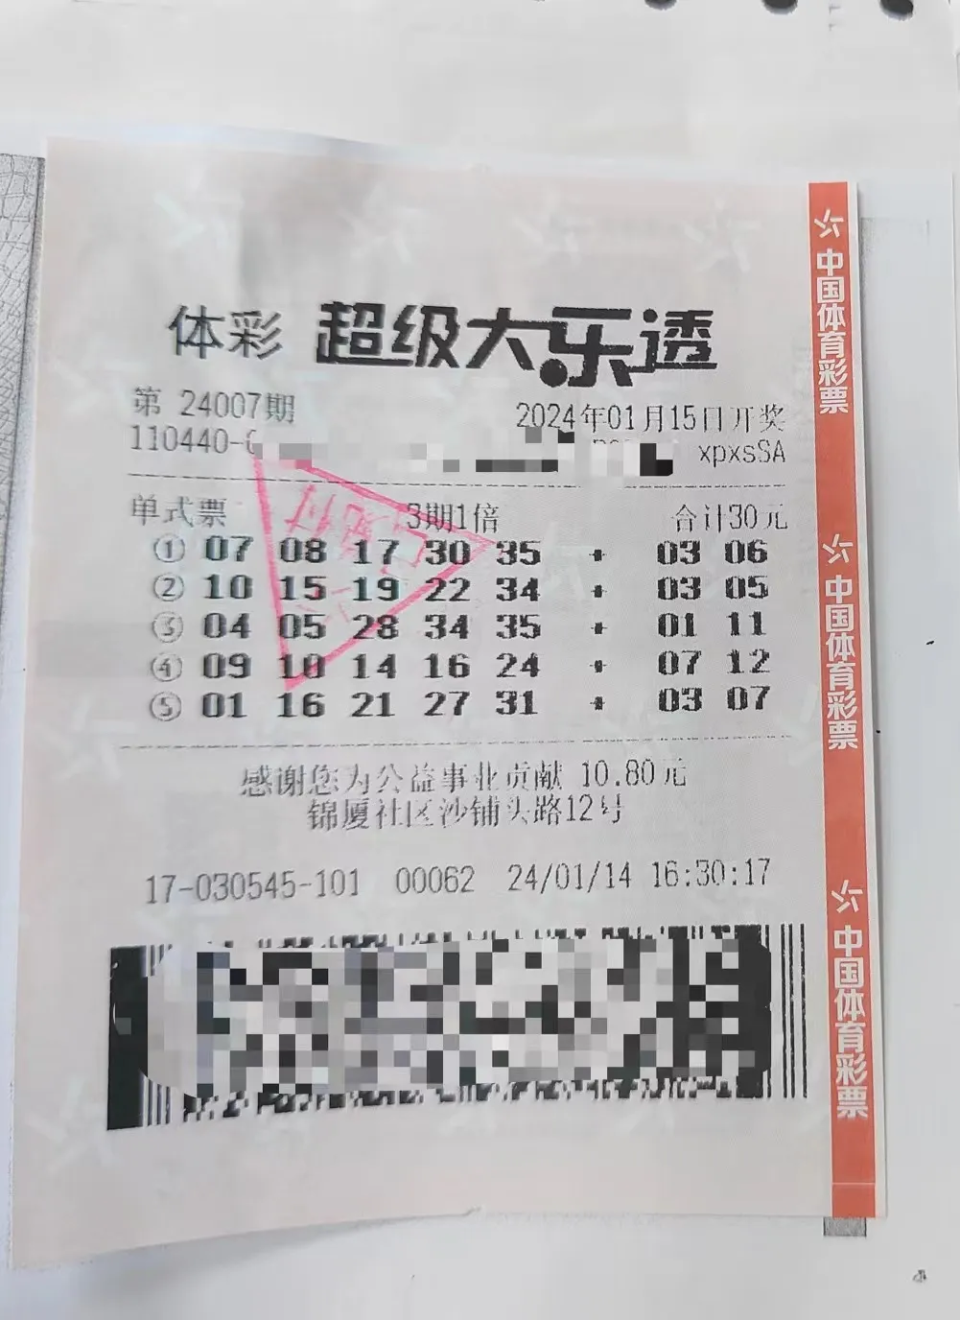 体彩 超级大乐透
第 24007期 2024年01月15日开奖
110440- xpxsSA
已兑付
单式票 3期1倍 合计30元
① 07 08 17 30 35 + 03 06
② 10 15 19 22 34 + 03 05
③ 04 05 28 34 35 + 01 11
④ 09 10 14 16 24 + 07 12
⑤ 01 16 21 27 31 + 03 07
感谢您为公益事业贡献 10.80元
锦厦社区沙铺头路12号
17-030545-101 00062 24/01/14 16:30:17
中国体育彩票
中国体育彩票
中国体育彩票